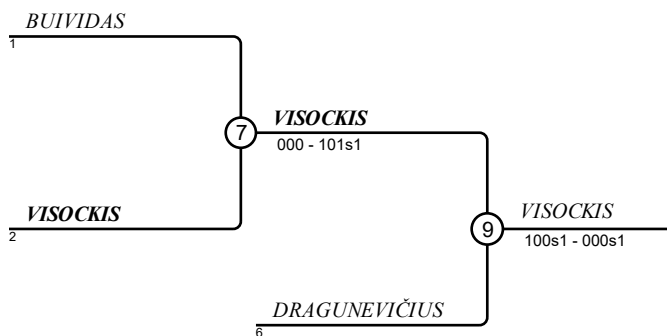 BUIVIDAS
1
7
VISOCKIS
000 - 101s1
VISOCKIS
2
9
VISOCKIS
100s1 - 000s1
DRAGUNEVIČIUS
6